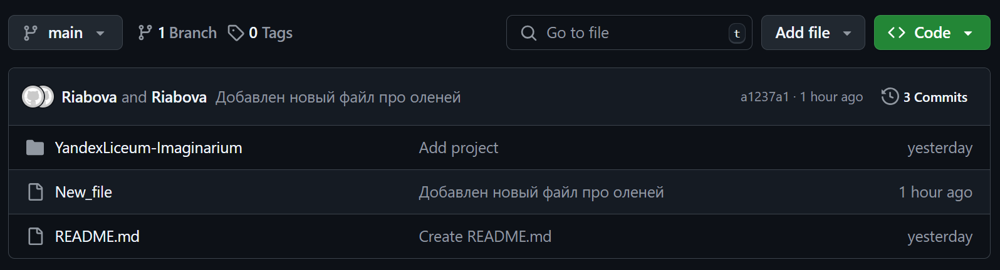 main 1 Branch 0 Tags Go to file t Add file Code
Riabova and Riabova Добавлен новый файл про оленей a1237a1 · 1 hour ago 3 Commits
YandexLiceum-Imaginarium Add project yesterday
New_file Добавлен новый файл про оленей 1 hour ago
README.md Create README.md yesterday